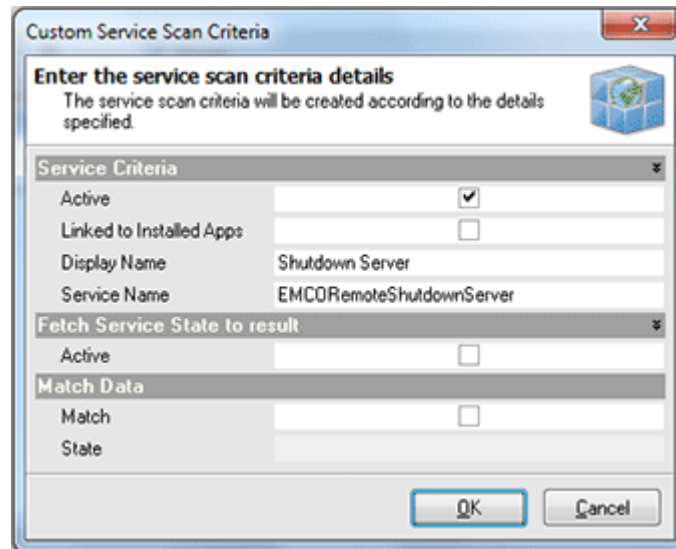 Custom Service Scan Criteria
Enter the service scan criteria details
The service scan criteria will be created according to the details
specified.
Service Criteria
Active
Linked to Installed Apps
Display Name Shutdown Server
Service Name EMCORemoteShutdownServer
Fetch Service State to result
Active
Match Data
Match
State
OK Cancel